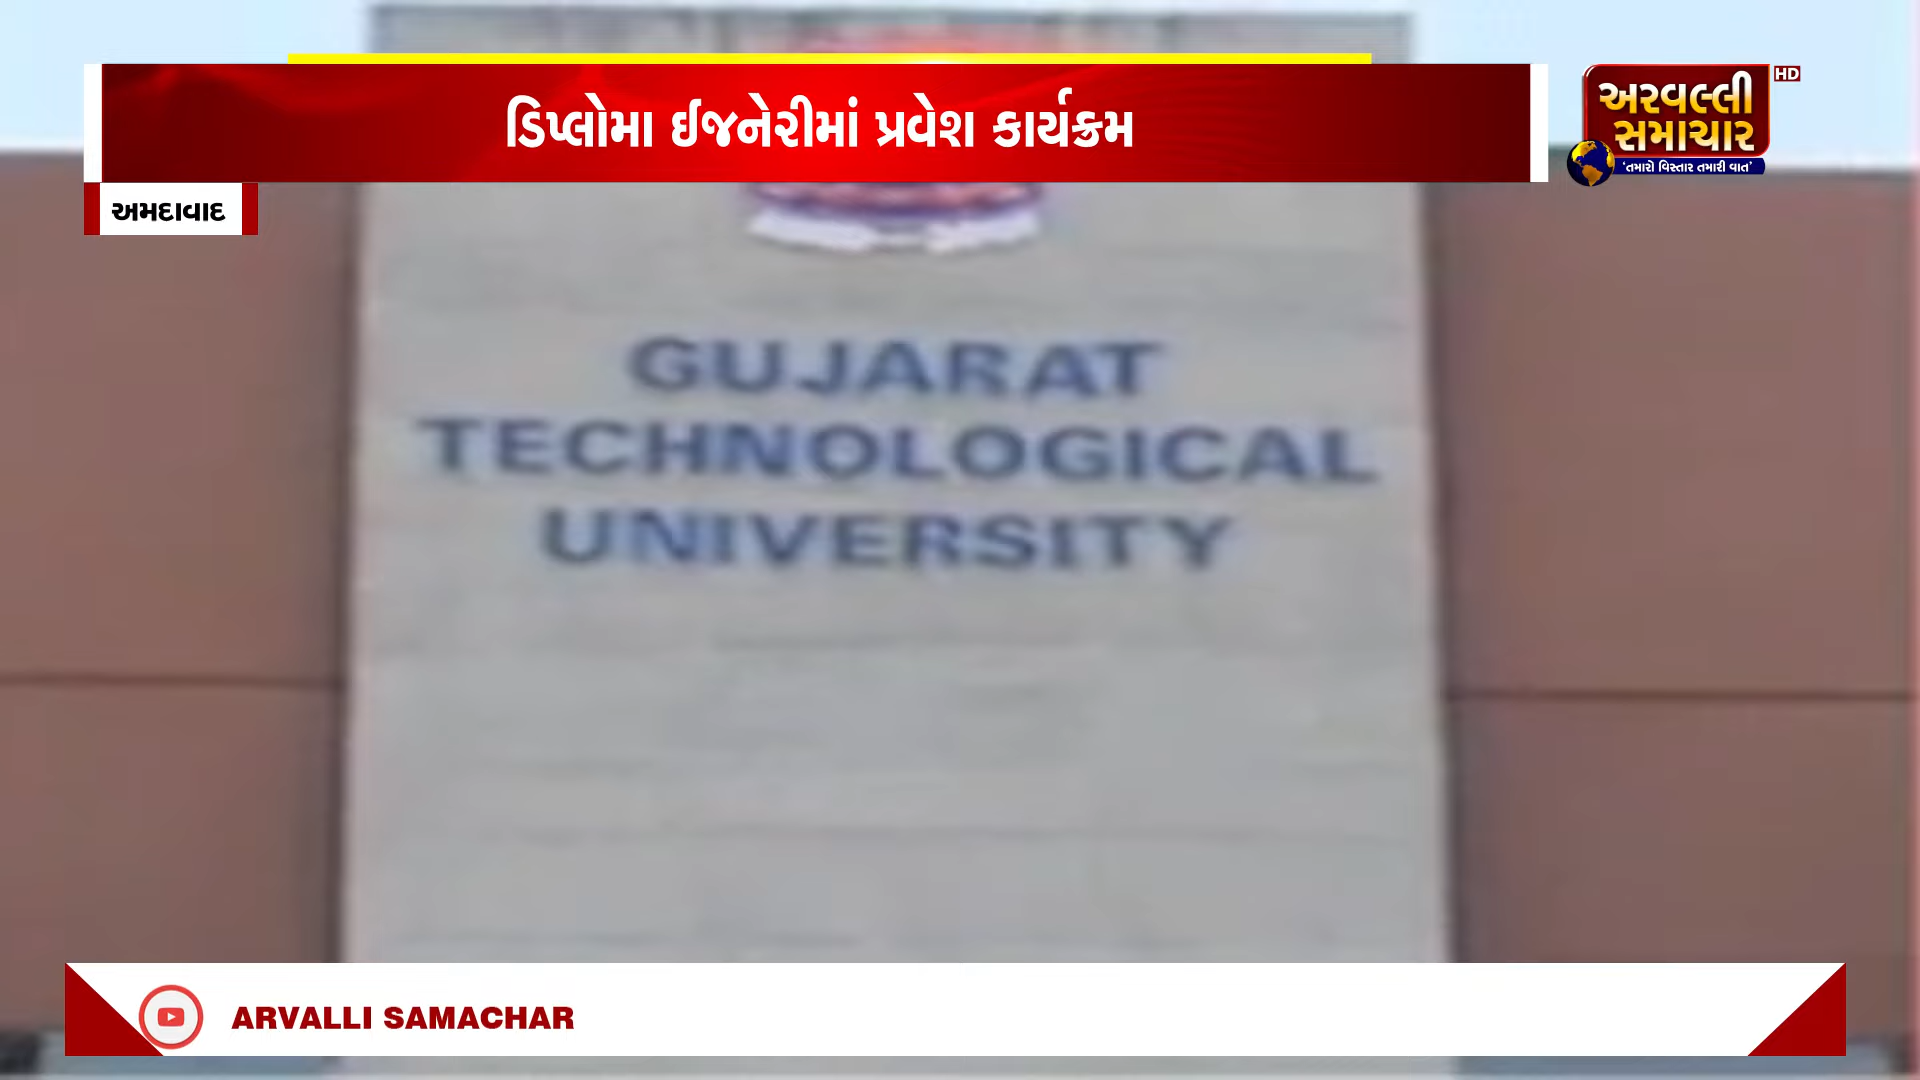 ડિપ્લોમા ઈજનેરીમાં પ્રવેશ કાર્યક્રમ
અરવલ્લી
સમાચાર
HD
'તમારો વિસ્તાર તમારી વાત'
અમદાવાદ
GUJARAT
TECHNOLOGICAL
UNIVERSITY
ARVALLI SAMACHAR